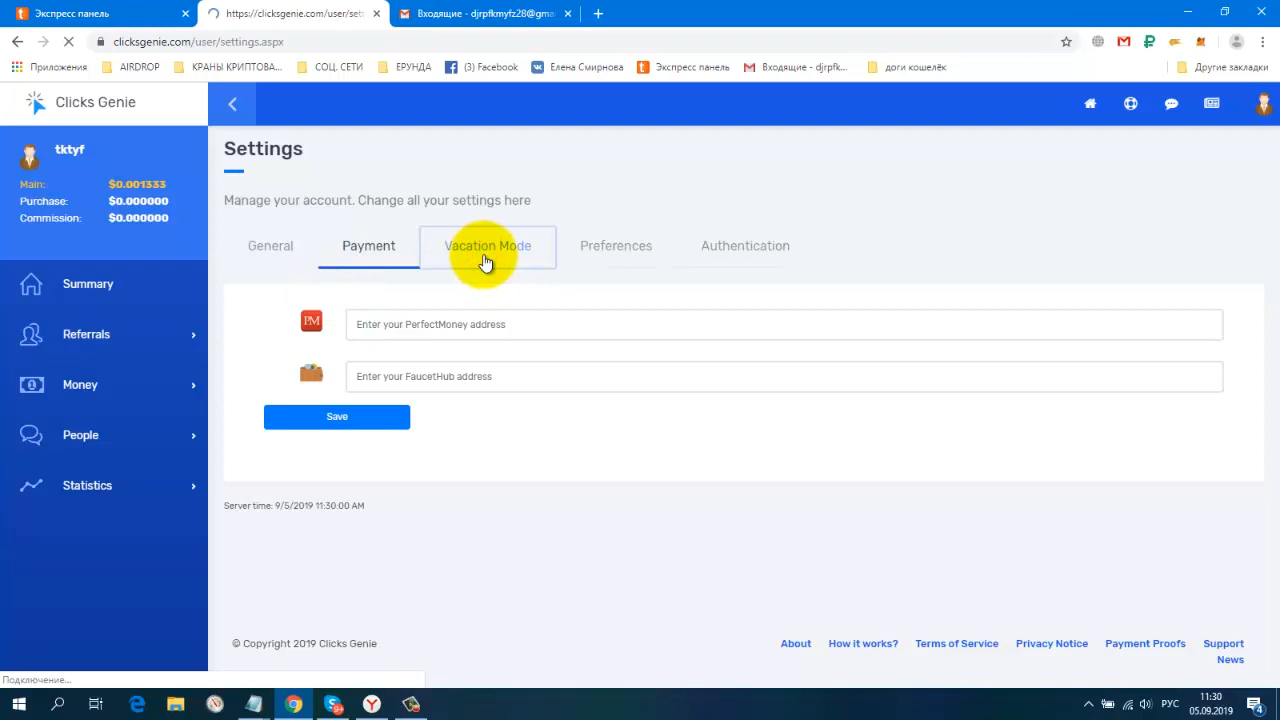 Экспресс панель
https://clicksgenie.com/user/set
Входящие - djrpfkmyfz28@gma
clicksgenie.com/user/settings.aspx
Приложения
AIRDROP
КРАНЫ КРИПТОВА...
СОЦ. СЕТИ
ЕРУНДА
(3) Facebook
Елена Смирнова
Экспресс панель
Входящие - djrpfk...
доги кошелёк
Другие закладки
Clicks Genie
tktyf
Main: $0.001333
Purchase: $0.000000
Commission: $0.000000
Summary
Referrals
Money
People
Statistics
Settings
Manage your account. Change all your settings here
General
Payment
Vacation Mode
Preferences
Authentication
PM
Enter your PerfectMoney address
Enter your FaucetHub address
Save
Server time: 9/5/2019 11:30:00 AM
© Copyright 2019 Clicks Genie
About
How it works?
Terms of Service
Privacy Notice
Payment Proofs
Support
News
Подключение...
РУС
11:30
05.09.2019
4